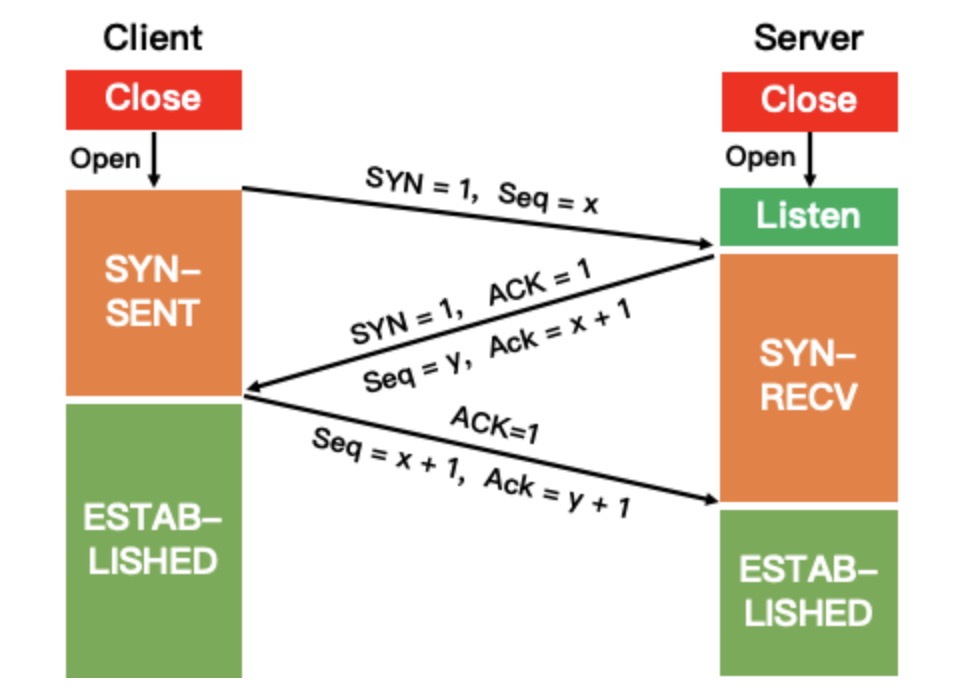 Client
Server
Close
Close
Open
Open
SYN = 1, Seq = x
Listen
SYN–
SENT
SYN = 1, ACK = 1
Seq = y, Ack = x + 1
SYN–
RECV
ACK=1
Seq = x + 1, Ack = y + 1
ESTAB–
LISHED
ESTAB–
LISHED